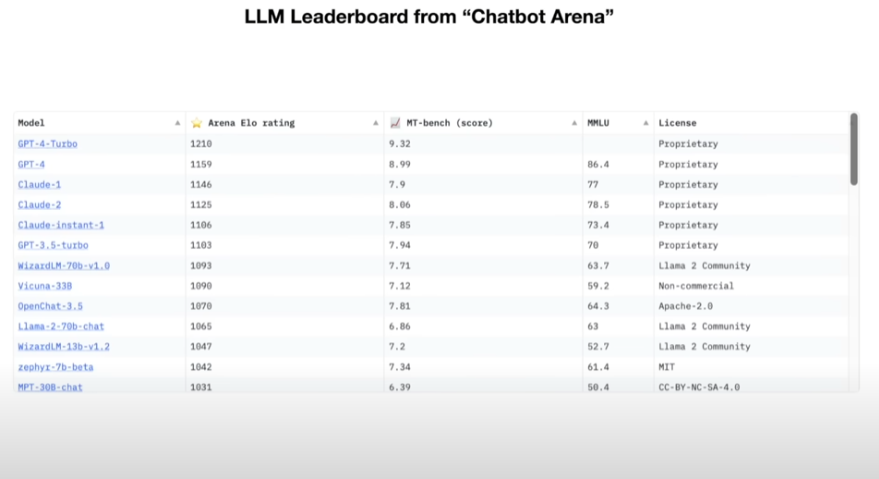 LLM Leaderboard from “Chatbot Arena”
Model ▲ ⭐ Arena Elo rating ▲ 📈 MT-bench (score) ▲ MMLU ▲ License
GPT-4-Turbo 1210 9.32 Proprietary
GPT-4 1159 8.99 86.4 Proprietary
Claude-1 1146 7.9 77 Proprietary
Claude-2 1125 8.06 78.5 Proprietary
Claude-instant-1 1106 7.85 73.4 Proprietary
GPT-3.5-turbo 1103 7.94 70 Proprietary
WizardLM-70b-v1.0 1093 7.71 63.7 Llama 2 Community
Vicuna-33B 1090 7.12 59.2 Non-commercial
OpenChat-3.5 1070 7.81 64.3 Apache-2.0
Llama-2-70b-chat 1065 6.86 63 Llama 2 Community
WizardLM-13b-v1.2 1047 7.2 52.7 Llama 2 Community
zephyr-7b-beta 1042 7.34 61.4 MIT
MPT-30B-chat 1031 6.39 50.4 CC-BY-NC-SA-4.0